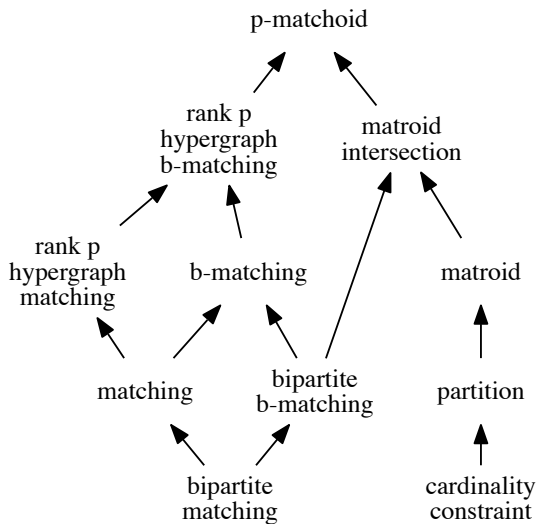 p-matchoid
rank p
hypergraph
b-matching
matroid
intersection
rank p
hypergraph
matching
b-matching
matroid
matching
bipartite
b-matching
partition
bipartite
matching
cardinality
constraint